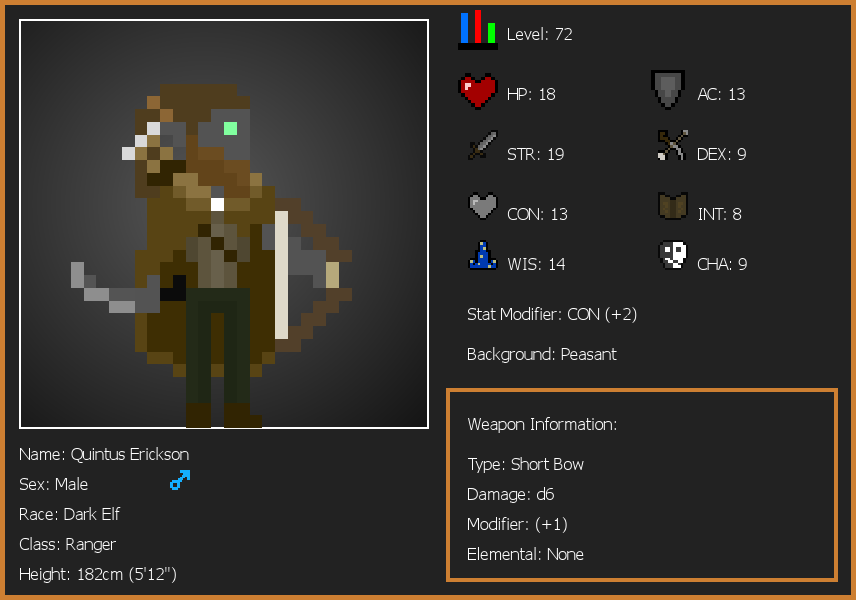 Level: 72
HP: 18
AC: 13
STR: 19
DEX: 9
CON: 13
INT: 8
WIS: 14
CHA: 9
Stat Modifier: CON (+2)
Background: Peasant
Weapon Information:
Type: Short Bow
Damage: d6
Modifier: (+1)
Elemental: None
Name: Quintus Erickson
Sex: Male
Race: Dark Elf
Class: Ranger
Height: 182cm (5'12")